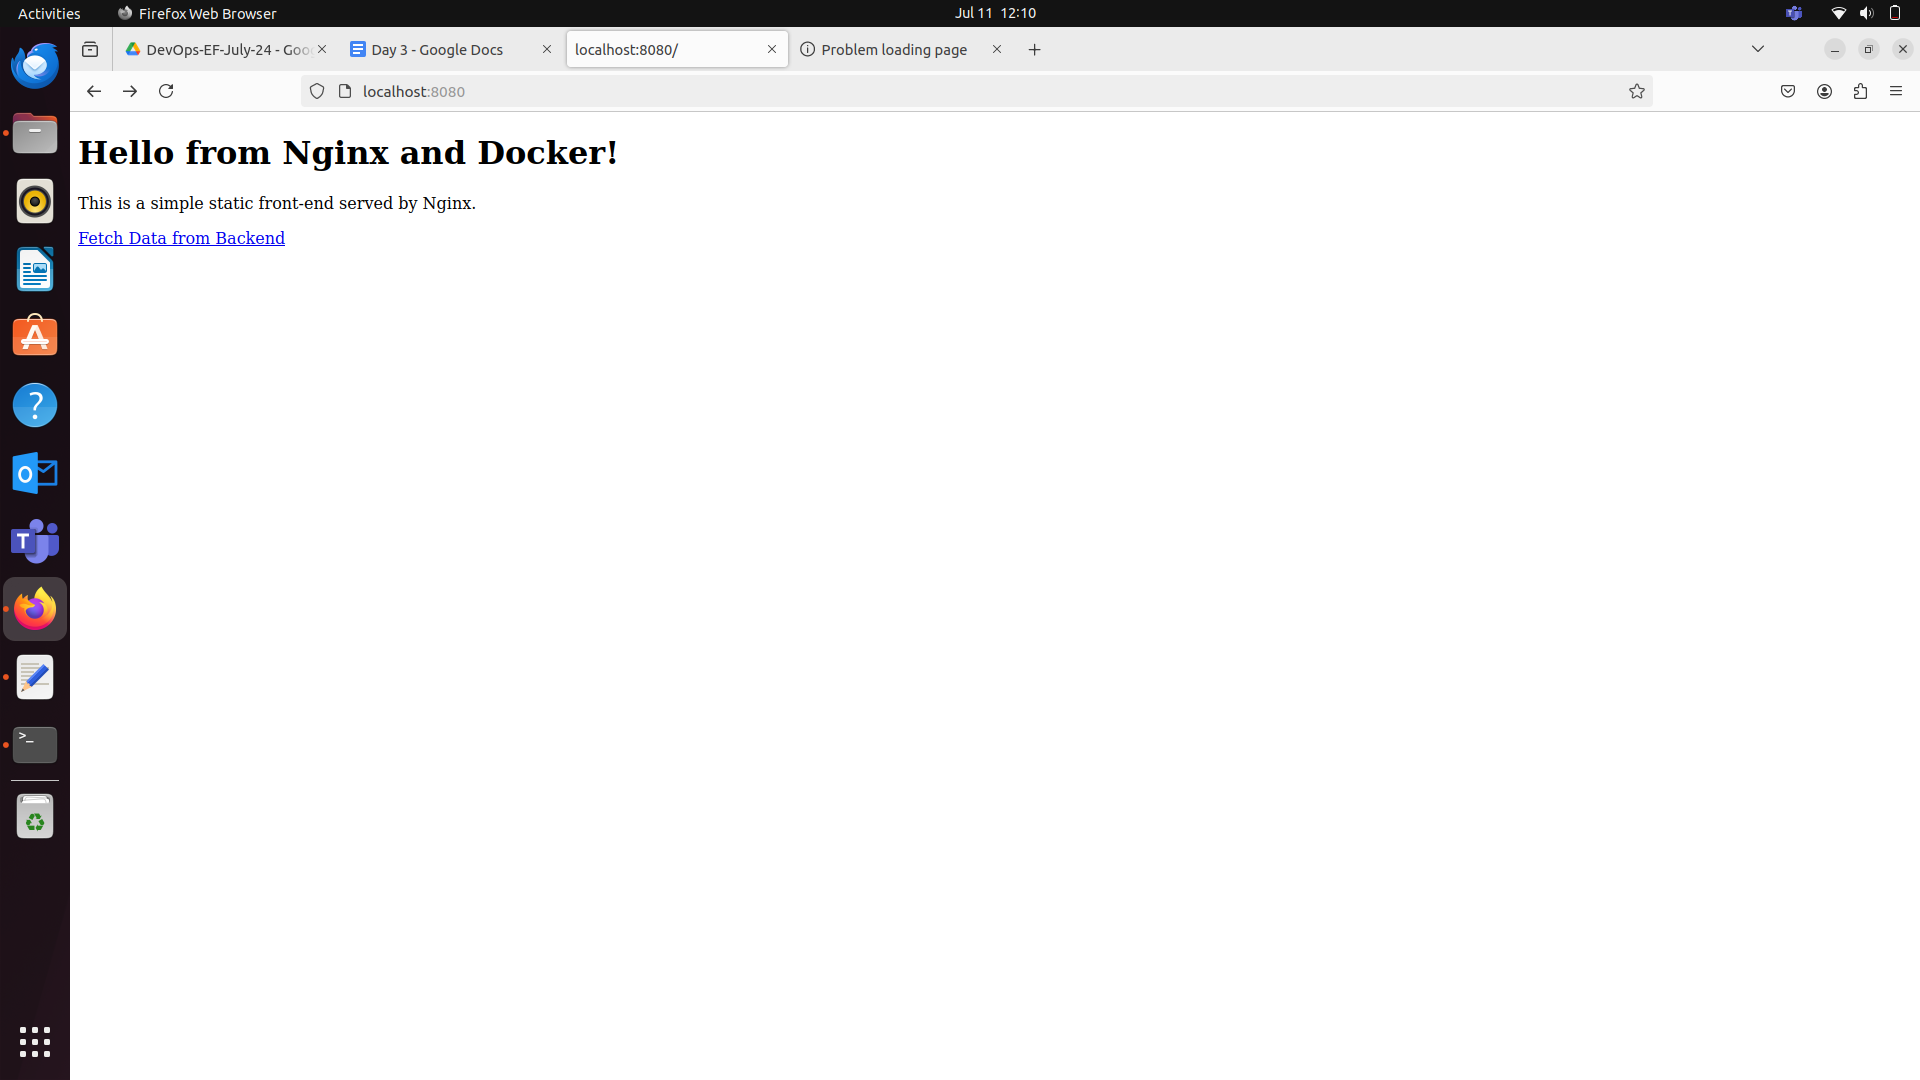 Activities
Firefox Web Browser
Jul 11 12:10
DevOps-EF-July-24 - Goo
Day 3 - Google Docs
localhost:8080/
Problem loading page
localhost:8080
Hello from Nginx and Docker!
This is a simple static front-end served by Nginx.
Fetch Data from Backend